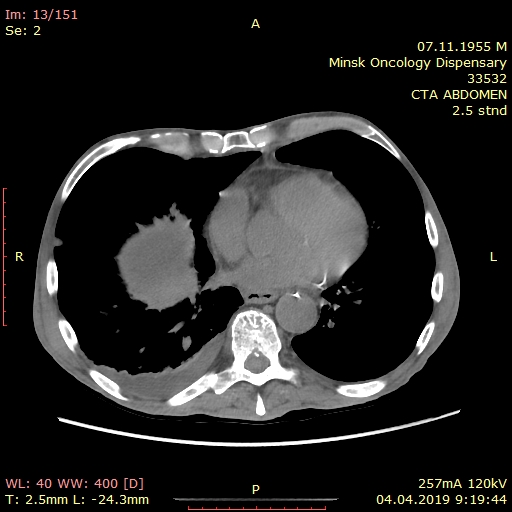 Im: 13/151
Se: 2
A
07.11.1955 M
Minsk Oncology Dispensary
33532
CTA ABDOMEN
2.5 stnd
R
L
WL: 40 WW: 400 [D]
T: 2.5mm L: -24.3mm
P
257mA 120kV
04.04.2019 9:19:44